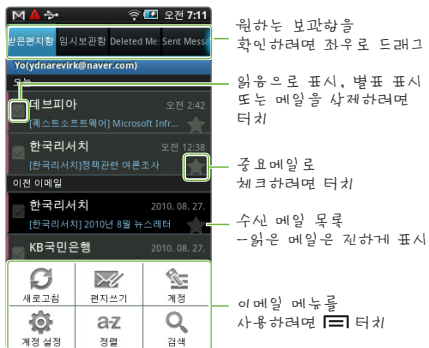 오전 7:11
받은편지함 임시보관함 Deleted Me Sent Messa
Yo(ydnarevirk@naver.com)
오늘
데브피아 오전 2:42
[퀘스트소프트웨어] Microsoft Infr...
한국리서치 오전 12:38
[한국리서치]정책관련 여론조사
이전 이메일
한국리서치 2010. 08. 27.
[한국리서치] 2010년 8월 뉴스레터
KB국민은행 2010. 08. 27.
새로고침 편지쓰기 계정
계정 설정 정렬 검색
원하는 보관함을
확인하려면 좌우로 드래그
읽음으로 표시, 별표 표시
또는 메일을 삭제하려면
터치
중요메일로
체크하려면 터치
수신 메일 목록
-읽은 메일은 진하게 표시
이메일 메뉴를
사용하려면 터치